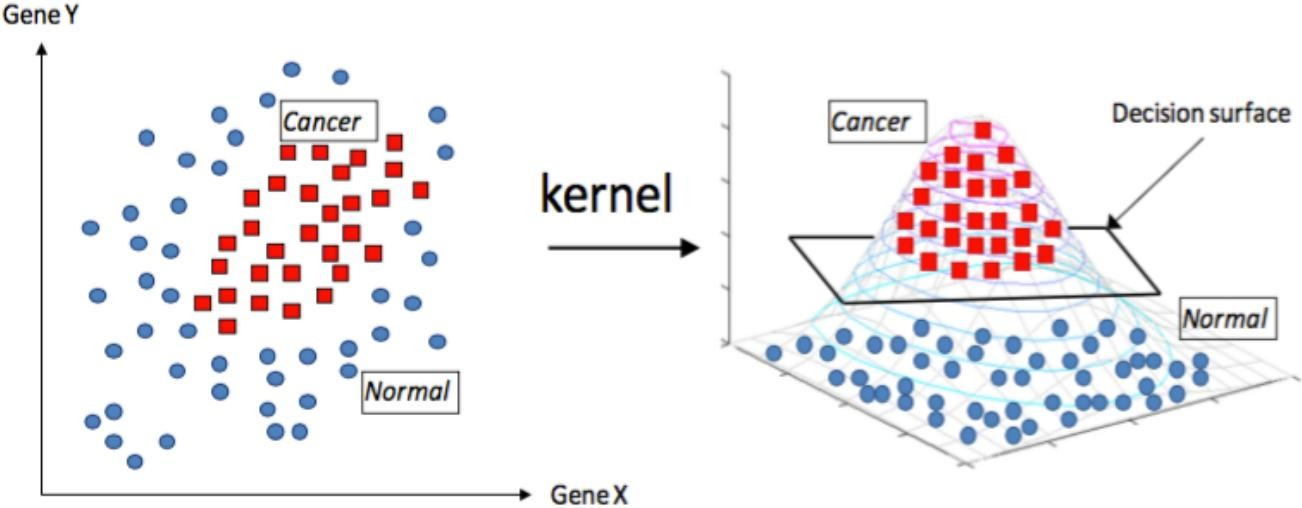 Gene Y
Cancer
Normal
Gene X
kernel
Cancer
Decision surface
Normal